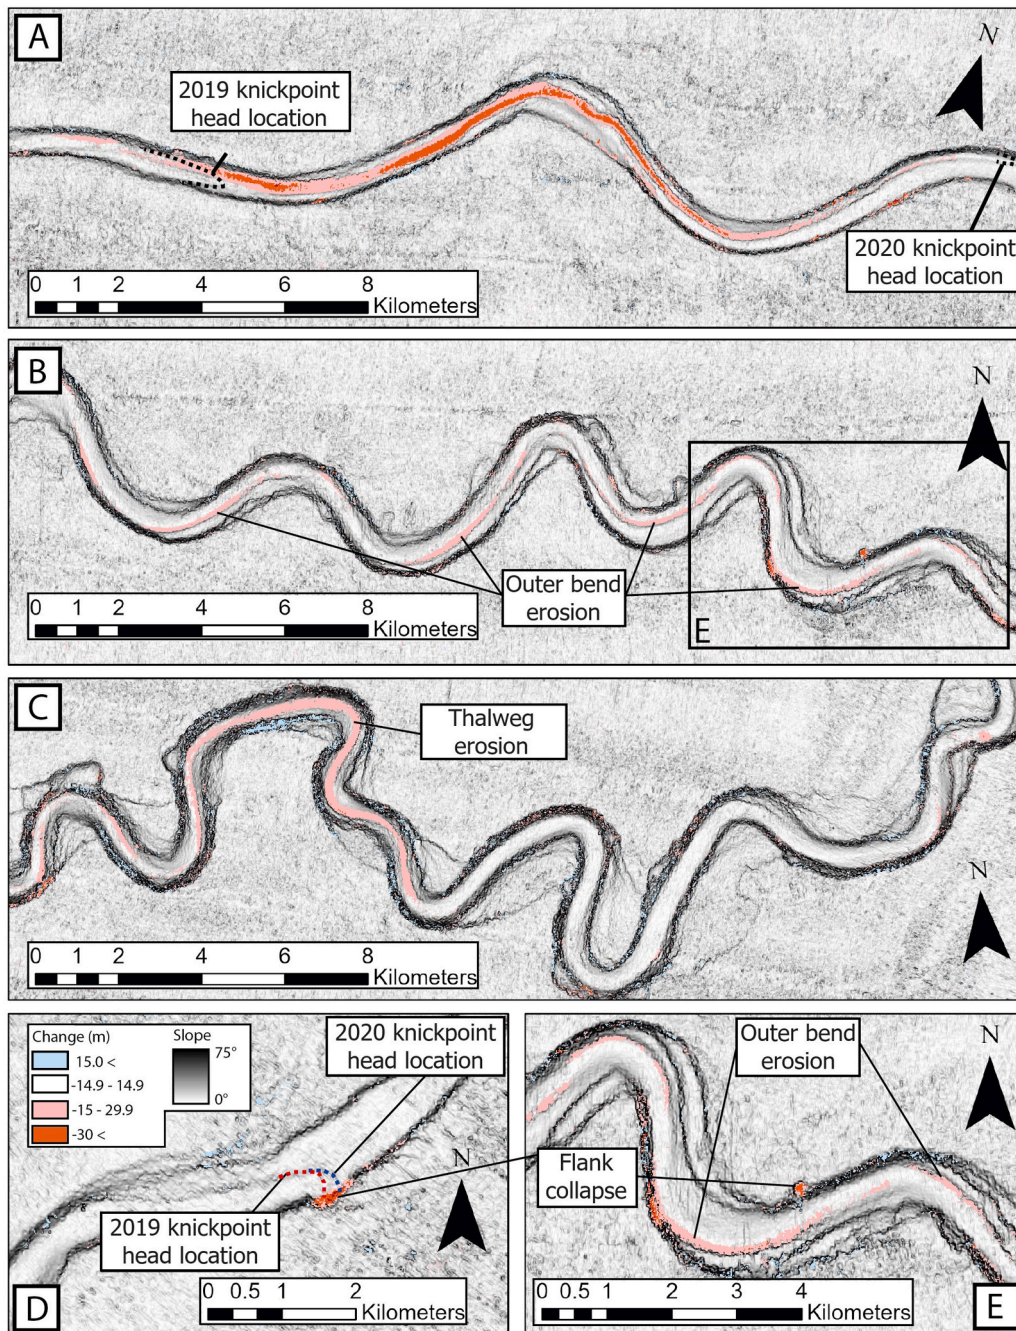 A
N
2019 knickpoint
head location
2020 knickpoint
head location
0 1 2 4 6 8
Kilometers
B
N
Outer bend
erosion
E
0 1 2 4 6 8
Kilometers
C
Thalweg
erosion
N
0 1 2 4 6 8
Kilometers
Change (m)
15.0 <
-14.9 - 14.9
-15 - 29.9
-30 <
Slope
75°
0°
2020 knickpoint
head location
N
2019 knickpoint
head location
0 0.5 1 2
Kilometers
D
Outer bend
erosion
N
Flank
collapse
0 0.5 1 2 3 4
Kilometers
E